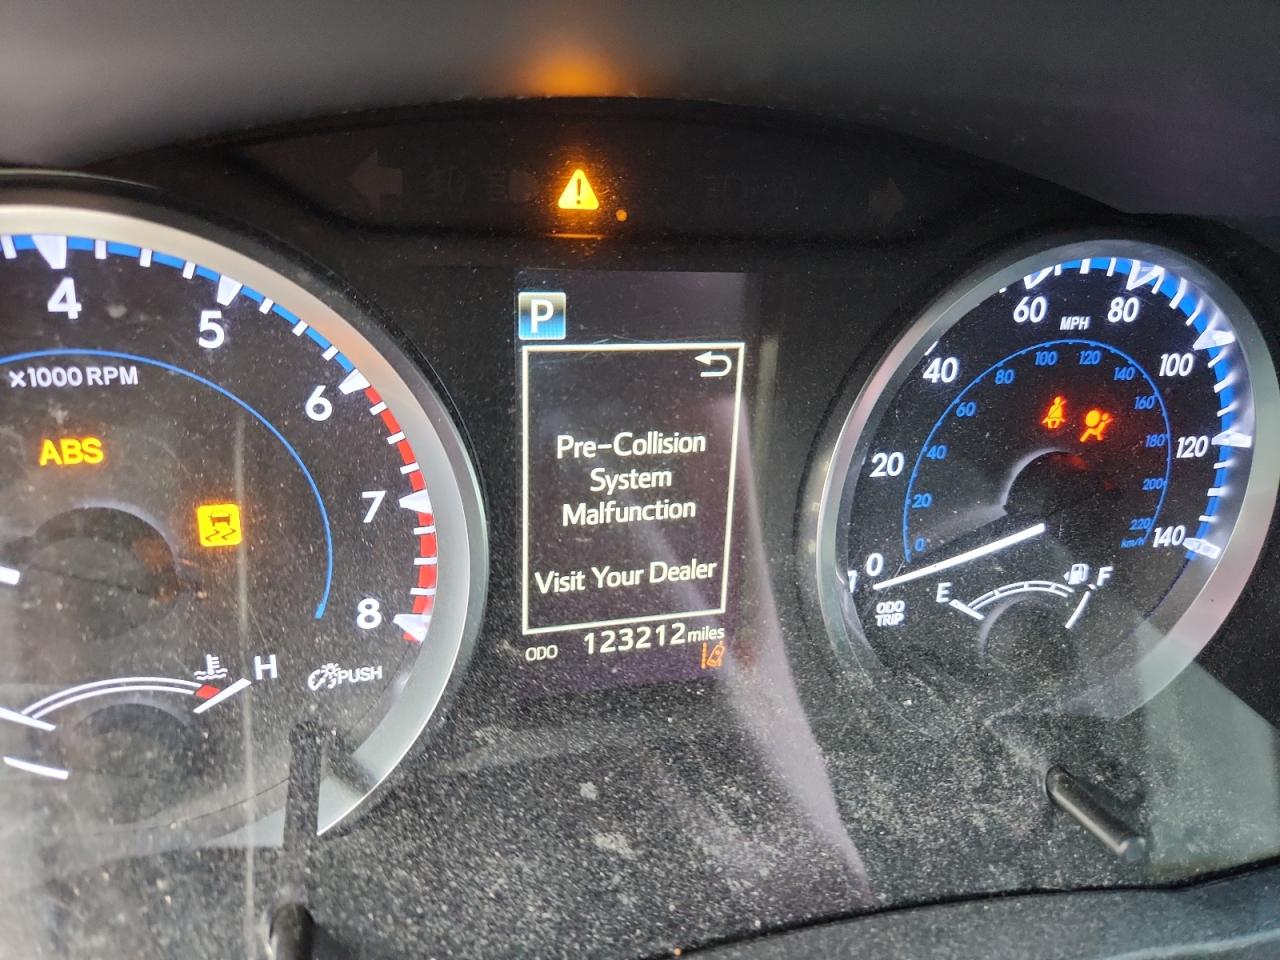 4
5
6
7
8
×1000 RPM
ABS
H
PUSH
P
Pre-Collision
System
Malfunction
Visit Your Dealer
ODO 123212 miles
0
20
40
60
80
100
120
140
MPH
0
20
40
60
80
100
120
140
160
180
200
220
km/h
ODO
TRIP
E
F